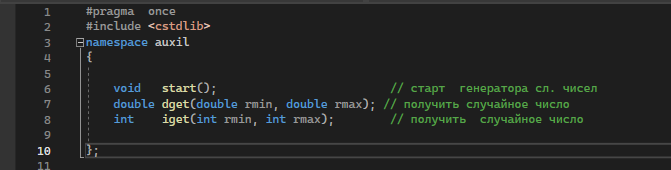 1 #pragma  once
2 #include <cstdlib>
3 namespace auxil
4 {
5
6 void   start();                         // старт  генератора сл. чисел
7 double dget(double rmin, double rmax); // получить случайное число
8 int    iget(int rmin, int rmax);        // получить  случайное число
9
10 };
11